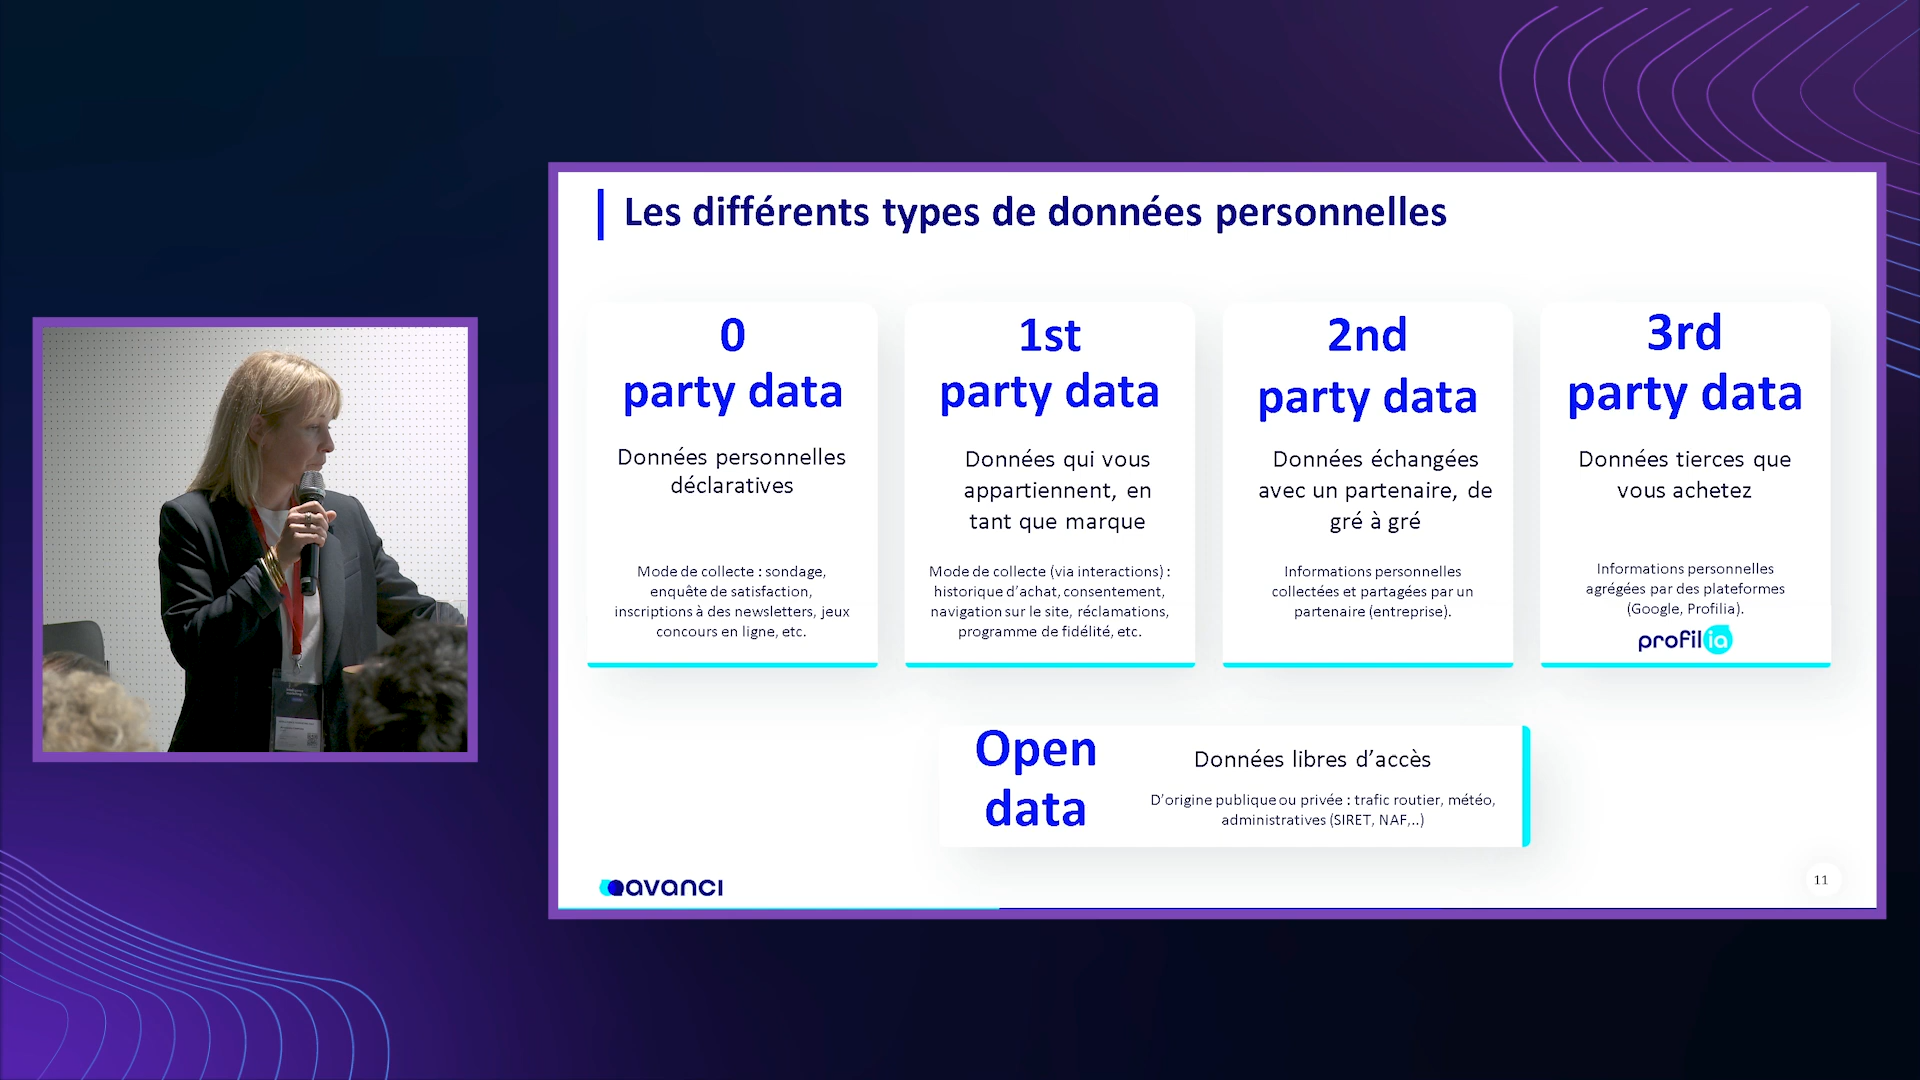 Les différents types de données personnelles
0
party data
Données personnelles
déclaratives
Mode de collecte : sondage,
enquête de satisfaction,
inscriptions à des newsletters, jeux
concours en ligne, etc.
1st
party data
Données qui vous
appartiennent, en
tant que marque
Mode de collecte (via interactions) :
historique d’achat, consentement,
navigation sur le site, réclamations,
programme de fidélité, etc.
2nd
party data
Données échangées
avec un partenaire, de
gré à gré
Informations personnelles
collectées et partagées par un
partenaire (entreprise).
3rd
party data
Données tierces que
vous achetez
Informations personnelles
agrégées par des plateformes
(Google, Profilia).
profilia
Open
data
Données libres d’accès
D’origine publique ou privée : trafic routier, météo,
administratives (SIRET, NAF,..)
avanci
11